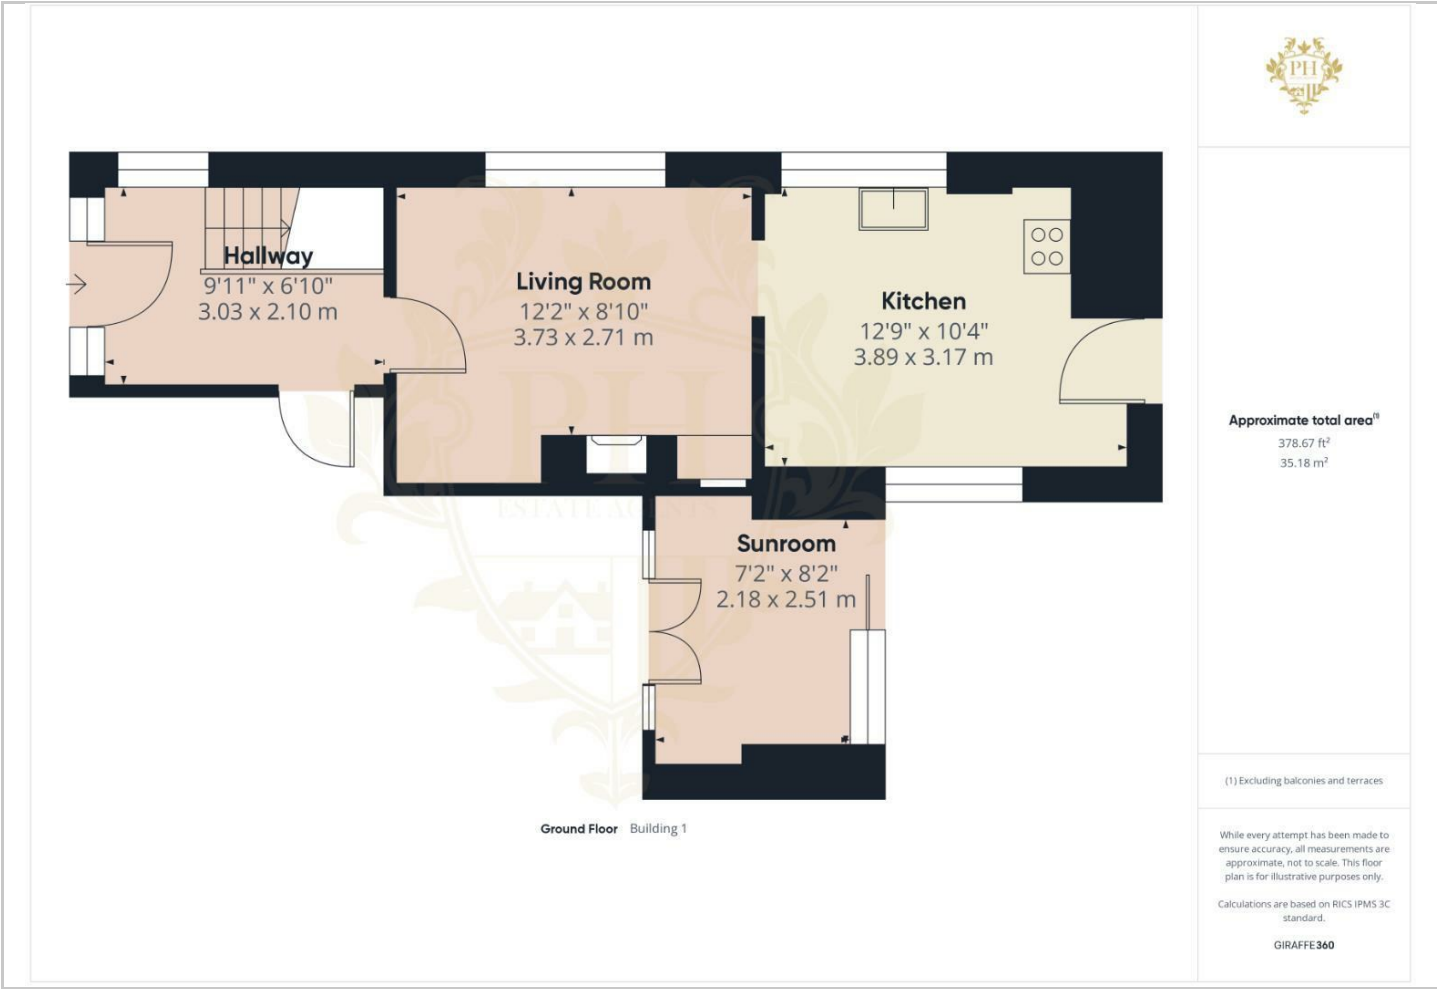 PH
Hallway
9'11" x 6'10"
3.03 x 2.10 m
Living Room
12'2" x 8'10"
3.73 x 2.71 m
Kitchen
12'9" x 10'4"
3.89 x 3.17 m
PH
ESTATE AGENTS
Sunroom
7'2" x 8'2"
2.18 x 2.51 m
Ground Floor Building 1
Approximate total area(1)
378.67 ft²
35.18 m²
(1) Excluding balconies and terraces
While every attempt has been made to
ensure accuracy, all measurements are
approximate, not to scale. This floor
plan is for illustrative purposes only.
Calculations are based on RICS IPMS 3C
standard.
GIRAFFE360